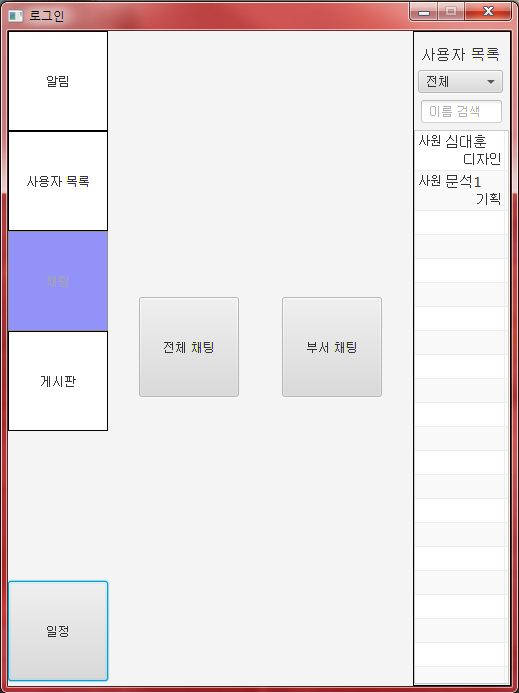 로그인
알림
사용자 목록
채팅
게시판
일정
전체 채팅
부서 채팅
사용자 목록
전체
이름 검색
사원 심대훈
디자인
사원 문석1
기획